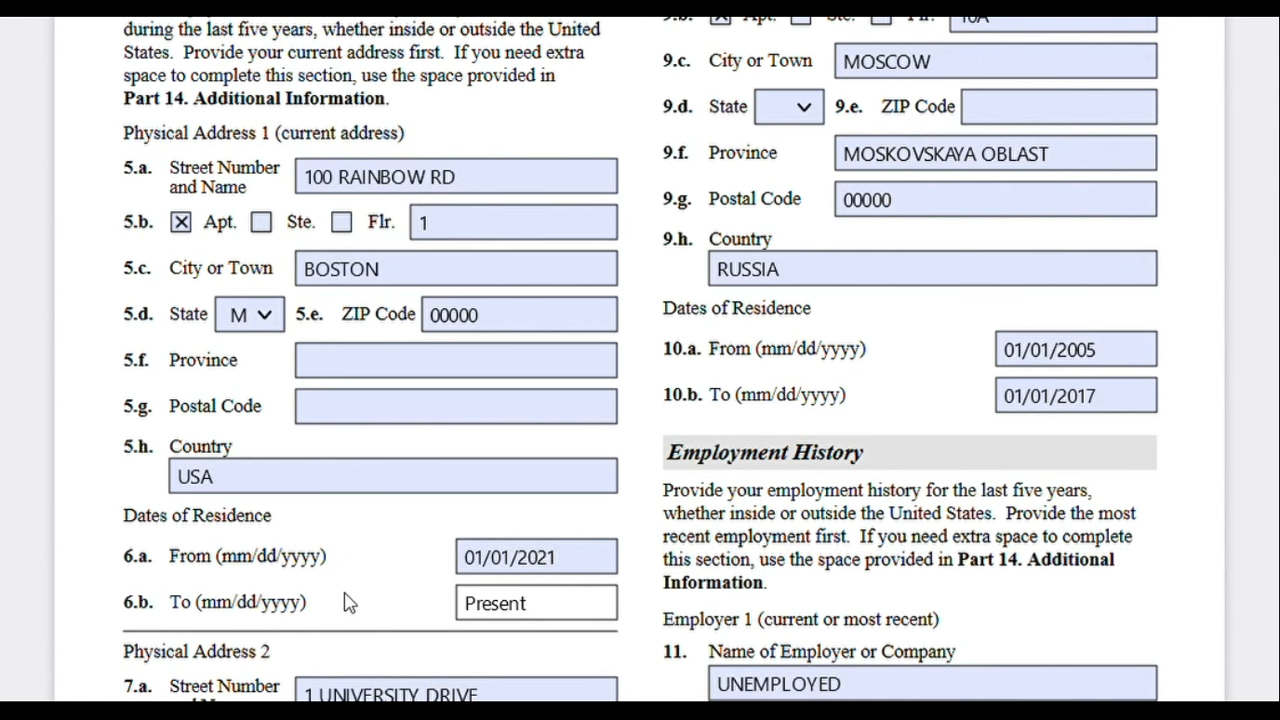 during the last five years, whether inside or outside the United
States. Provide your current address first. If you need extra
space to complete this section, use the space provided in
Part 14. Additional Information.
Physical Address 1 (current address)
5.a. Street Number and Name 100 RAINBOW RD
5.b. Apt. Ste. Flr. 1
5.c. City or Town BOSTON
5.d. State M 5.e. ZIP Code 00000
5.f. Province
5.g. Postal Code
5.h. Country
USA
Dates of Residence
6.a. From (mm/dd/yyyy) 01/01/2021
6.b. To (mm/dd/yyyy) Present
Physical Address 2
7.a. Street Number 1 UNIVERSITY DRIVE
9.b. Apt. Ste. Flr. 10A
9.c. City or Town MOSCOW
9.d. State 9.e. ZIP Code
9.f. Province MOSKOVSKAYA OBLAST
9.g. Postal Code 00000
9.h. Country
RUSSIA
Dates of Residence
10.a. From (mm/dd/yyyy) 01/01/2005
10.b. To (mm/dd/yyyy) 01/01/2017
Employment History
Provide your employment history for the last five years,
whether inside or outside the United States. Provide the most
recent employment first. If you need extra space to complete
this section, use the space provided in Part 14. Additional
Information.
Employer 1 (current or most recent)
11. Name of Employer or Company
UNEMPLOYED